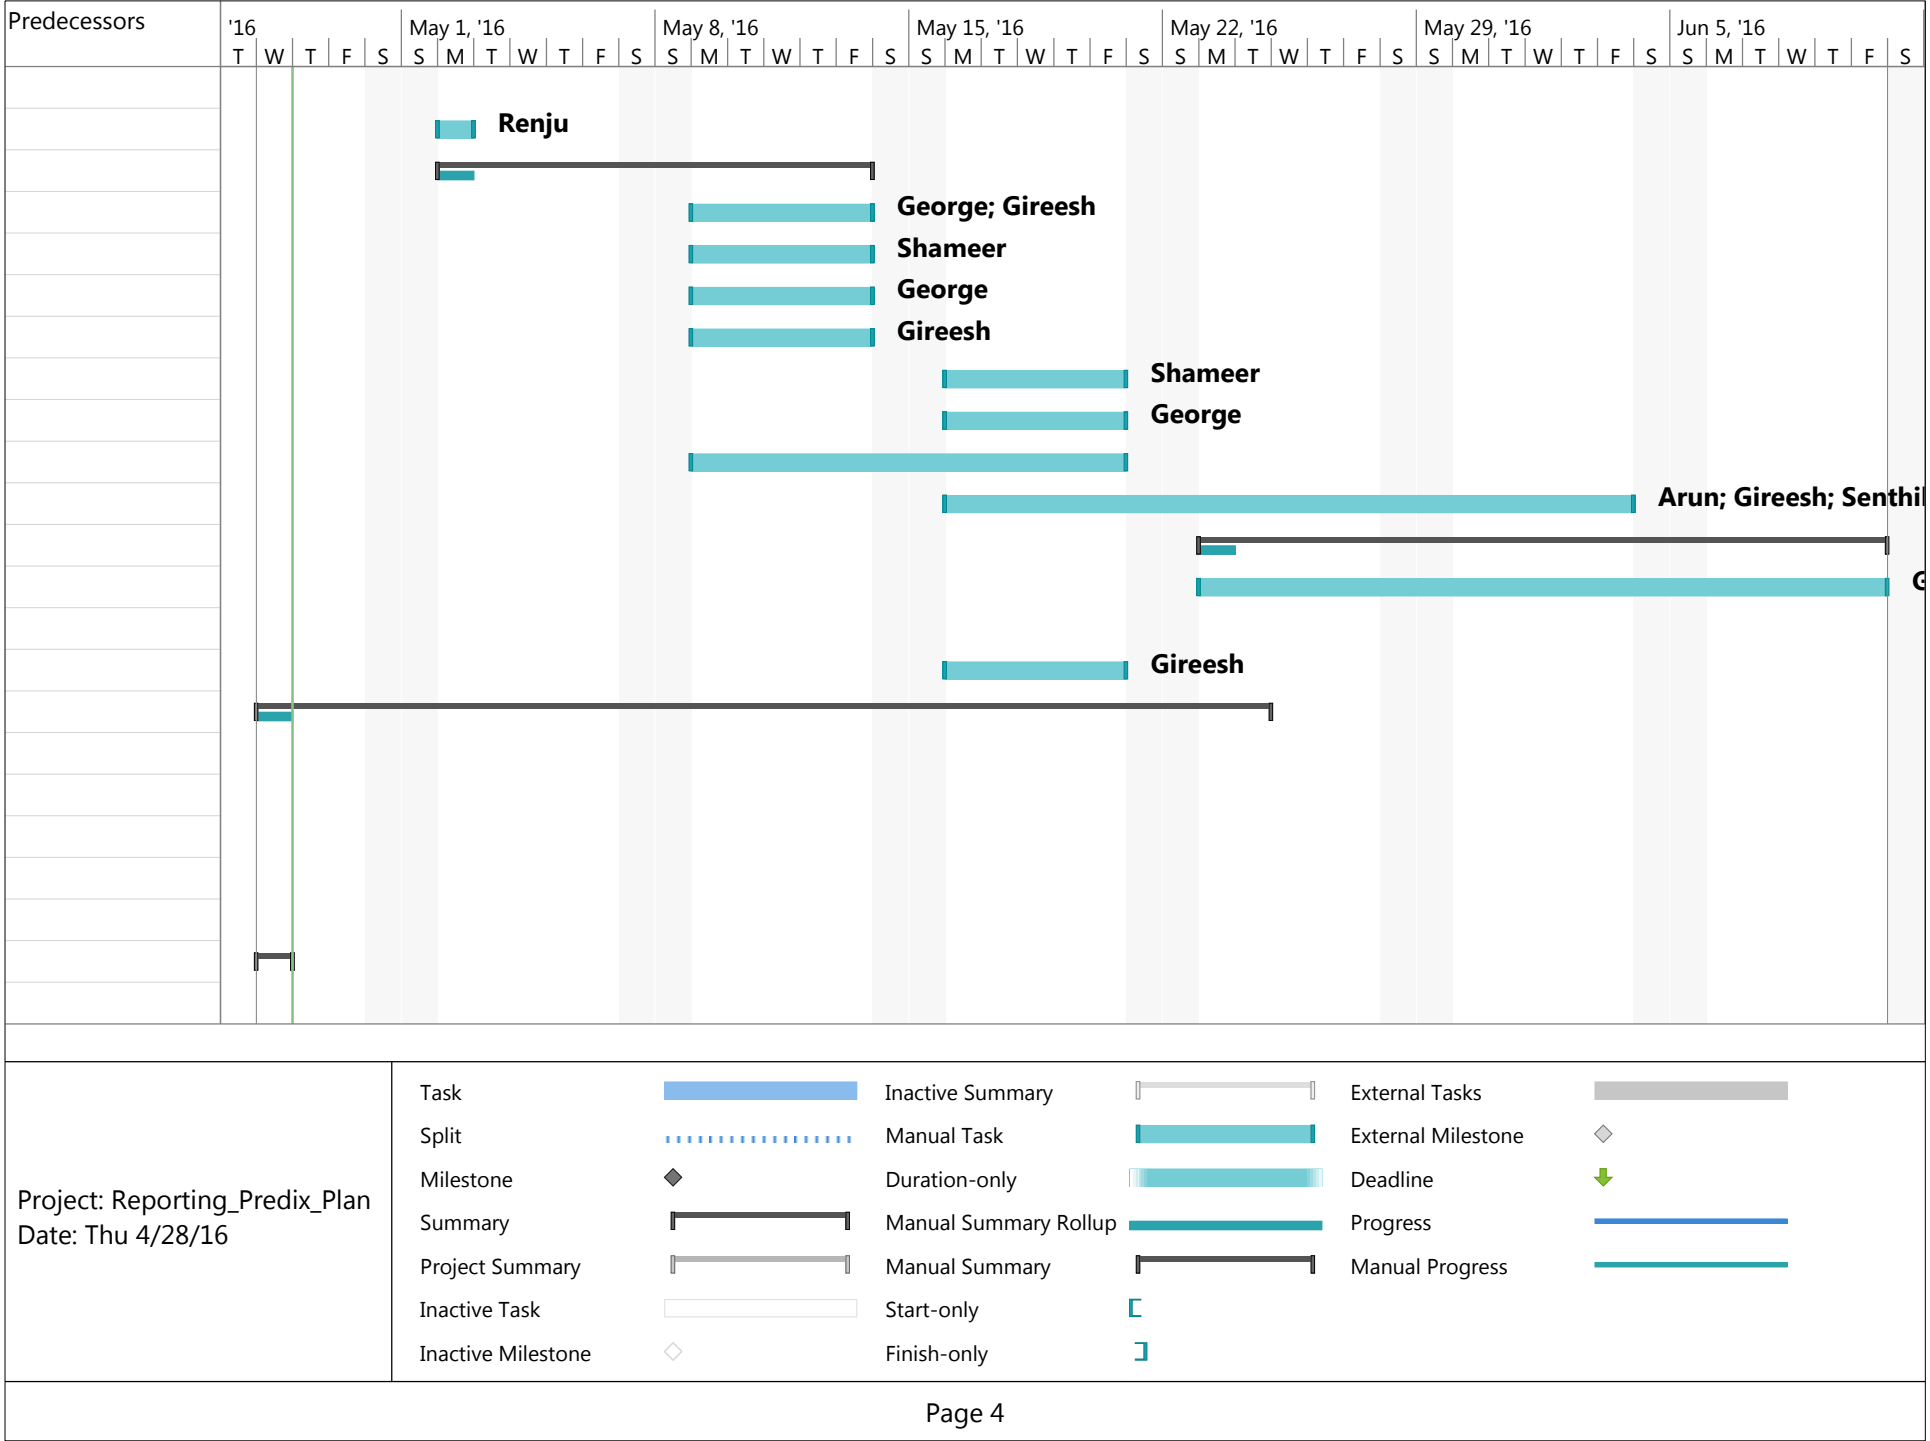 Predecessors
'16 May 1, '16 May 8, '16 May 15, '16 May 22, '16 May 29, '16 Jun 5, '16
T W T F S S M T W T F S S M T W T F S S M T W T F S S M T W T F S S M T W T F S S M T W T F S
Renju
George; Gireesh
Shameer
George
Gireesh
Shameer
George
Arun; Gireesh; Senthil
G
Gireesh
Project: Reporting_Predix_Plan
Date: Thu 4/28/16
Task
Split
Milestone
Summary
Project Summary
Inactive Task
Inactive Milestone
Inactive Summary
Manual Task
Duration-only
Manual Summary Rollup
Manual Summary
Start-only
Finish-only
External Tasks
External Milestone
Deadline
Progress
Manual Progress
Page 4